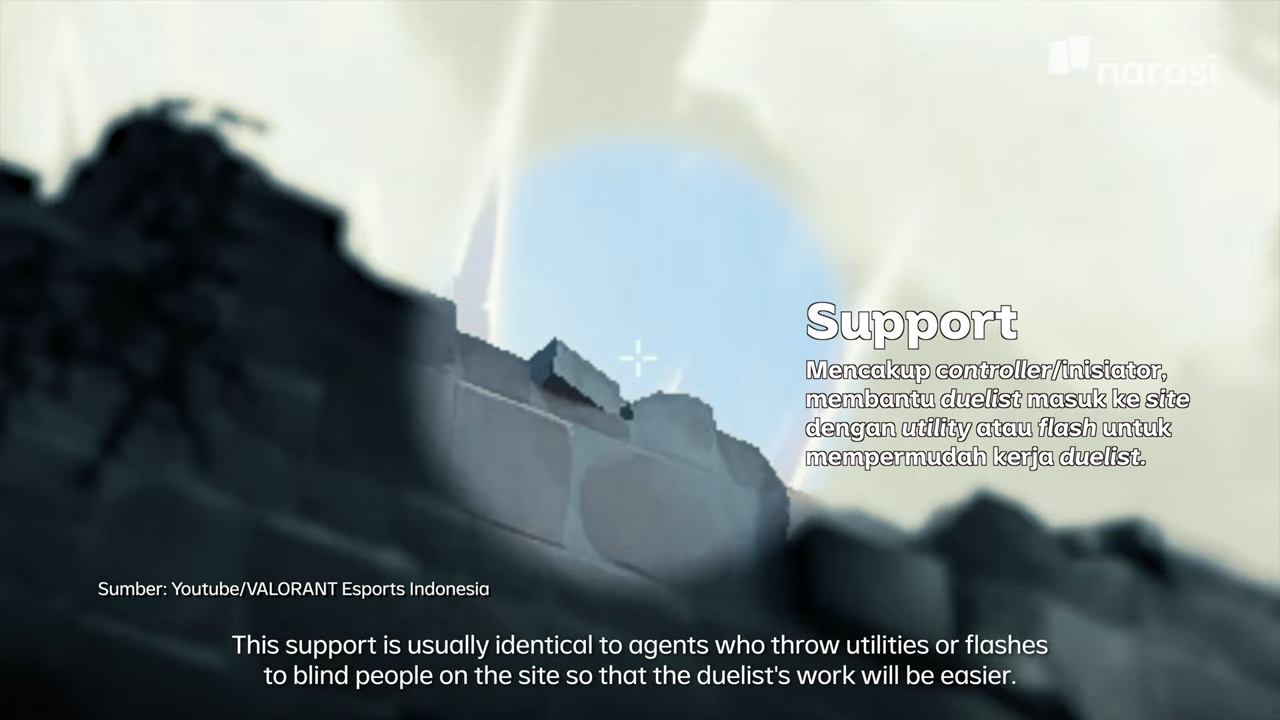 narasi
Support
Mencakup controller/inisiator,
membantu duelist masuk ke site
dengan utility atau flash untuk
mempermudah kerja duelist.
Sumber: Youtube/VALORANT Esports Indonesia
This support is usually identical to agents who throw utilities or flashes
to blind people on the site so that the duelist's work will be easier.